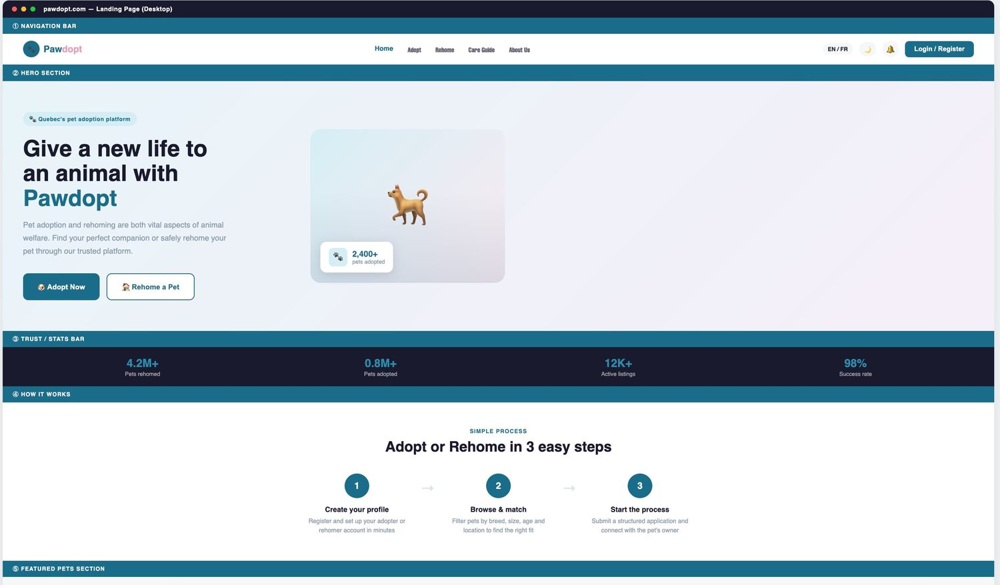 pawdopt.com — Landing Page (Desktop)
① NAVIGATION BAR
Pawdopt
Home
Adopt
Rehome
Care Guide
About Us
EN / FR
Login / Register
② HERO SECTION
Quebec's pet adoption platform
Give a new life to
an animal with
Pawdopt
Pet adoption and rehoming are both vital aspects of animal
welfare. Find your perfect companion or safely rehome your
pet through our trusted platform.
Adopt Now
Rehome a Pet
2,400+
pets adopted
③ TRUST / STATS BAR
4.2M+
Pets rehomed
0.8M+
Pets adopted
12K+
Active listings
98%
Success rate
④ HOW IT WORKS
SIMPLE PROCESS
Adopt or Rehome in 3 easy steps
1
Create your profile
Register and set up your adopter or
rehomer account in minutes
→
2
Browse & match
Filter pets by breed, size, age and
location to find the right fit
→
3
Start the process
Submit a structured application and
connect with the pet's owner
⑤ FEATURED PETS SECTION